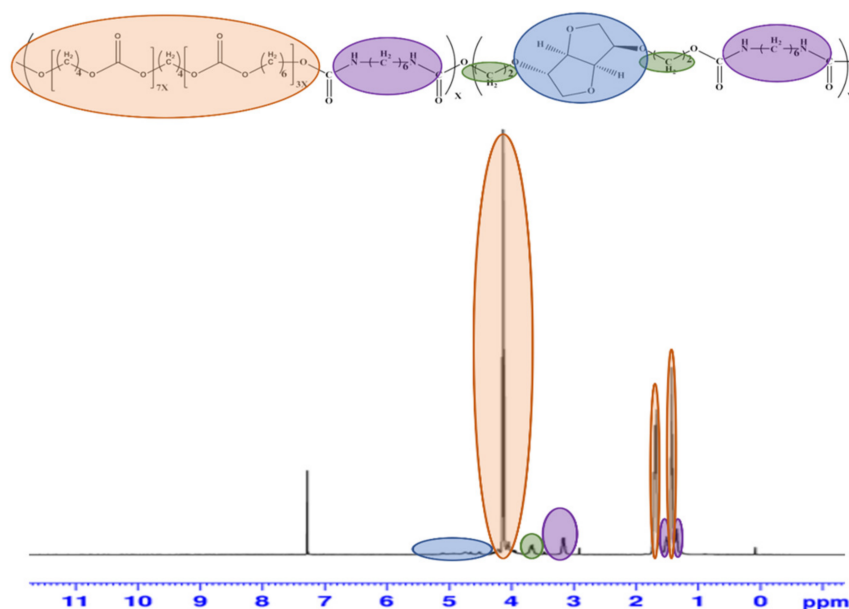 H₂ O H₂ O H₂ H H₂ H O H H₂ H
O C 4 O O 7X C 4 O O C 6 3X O C N C 6 N C O X C H₂ 2 O H H O O O C H₂ 2 O C N C 6 N C
O O O O
11 10 9 8 7 6 5 4 3 2 1 0 ppm